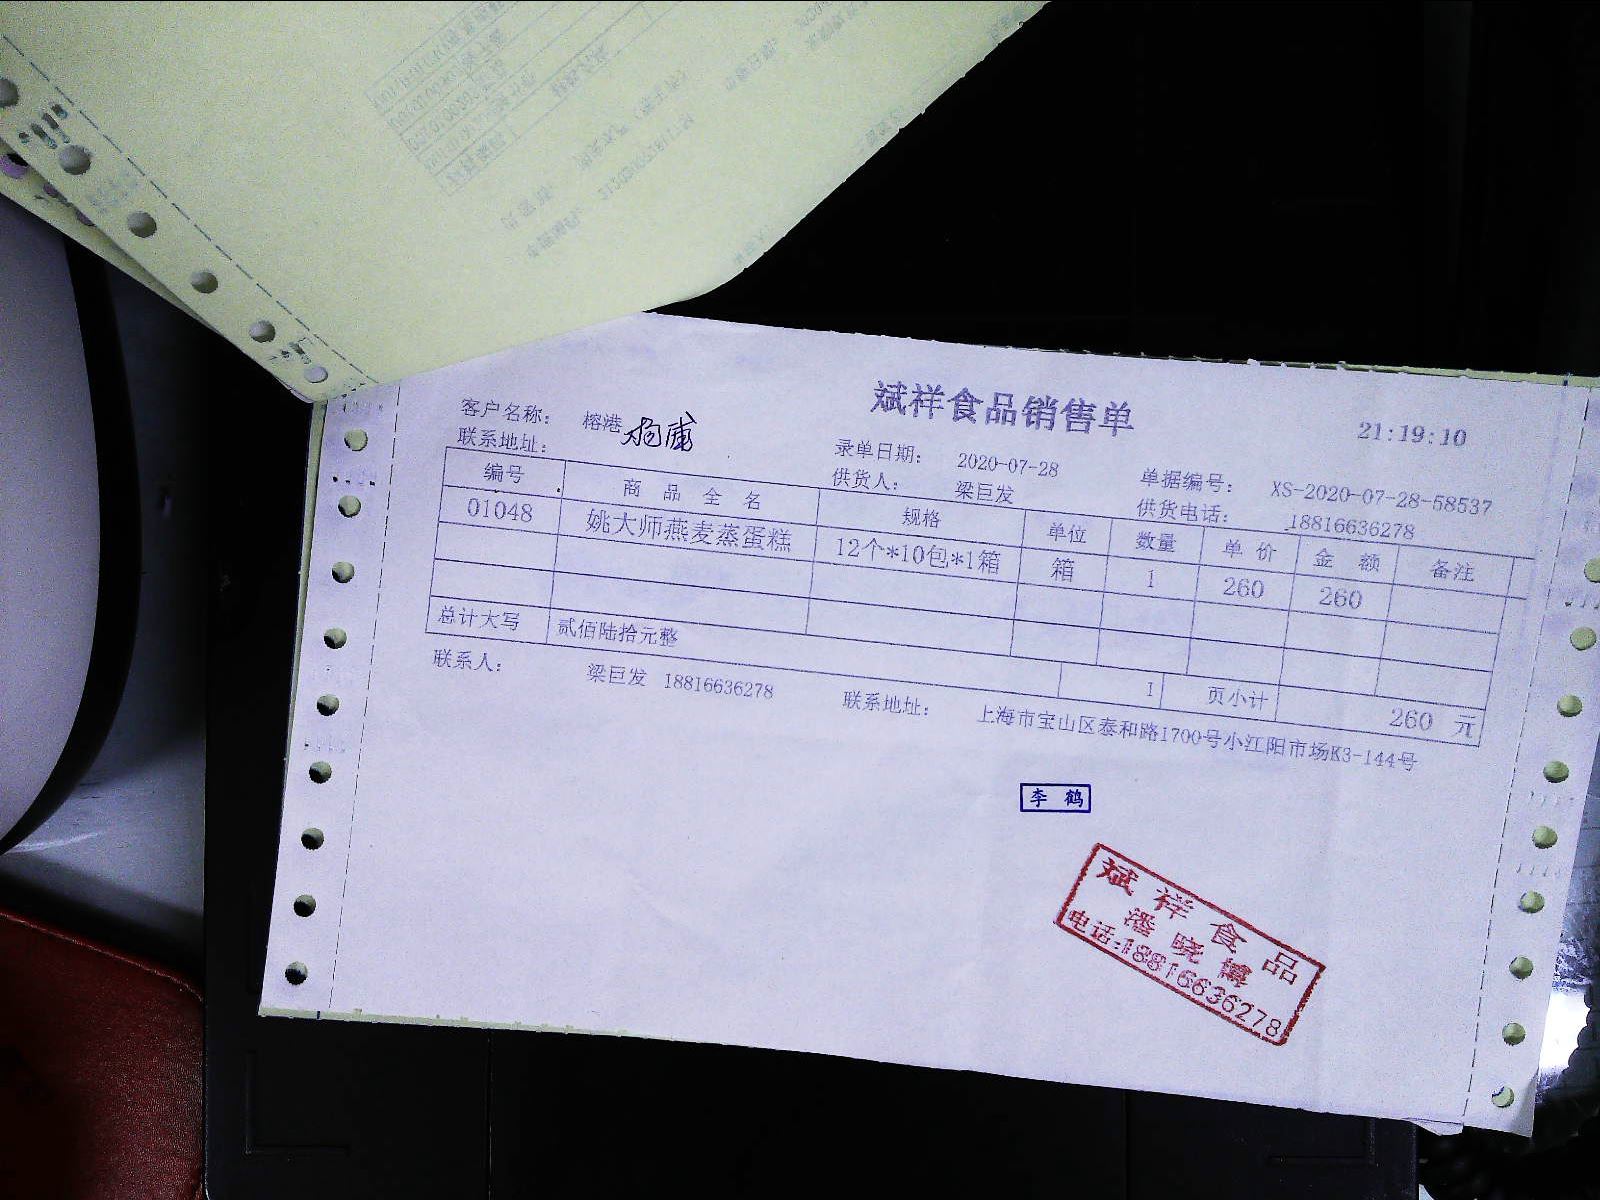 斌祥食品销售单
21:19:10
客户名称： 榕港
录单日期： 2020-07-28
单据编号： XS-2020-07-28-58537
联系地址：
供货人： 梁巨发
供货电话： 18816636278
编号 商 品 全 名 规格 单位 数量 单 价 金 额 备注
01048 姚大师燕麦蒸蛋糕 12个*10包*1箱 箱 1 260 260
总计大写 贰佰陆拾元整 1 页小计 260 元
联系人： 梁巨发 18816636278 联系地址： 上海市宝山区泰和路1700号小江阳市场K3-144号
李 鹤
斌祥食品
潘晓博
电话:18816636278